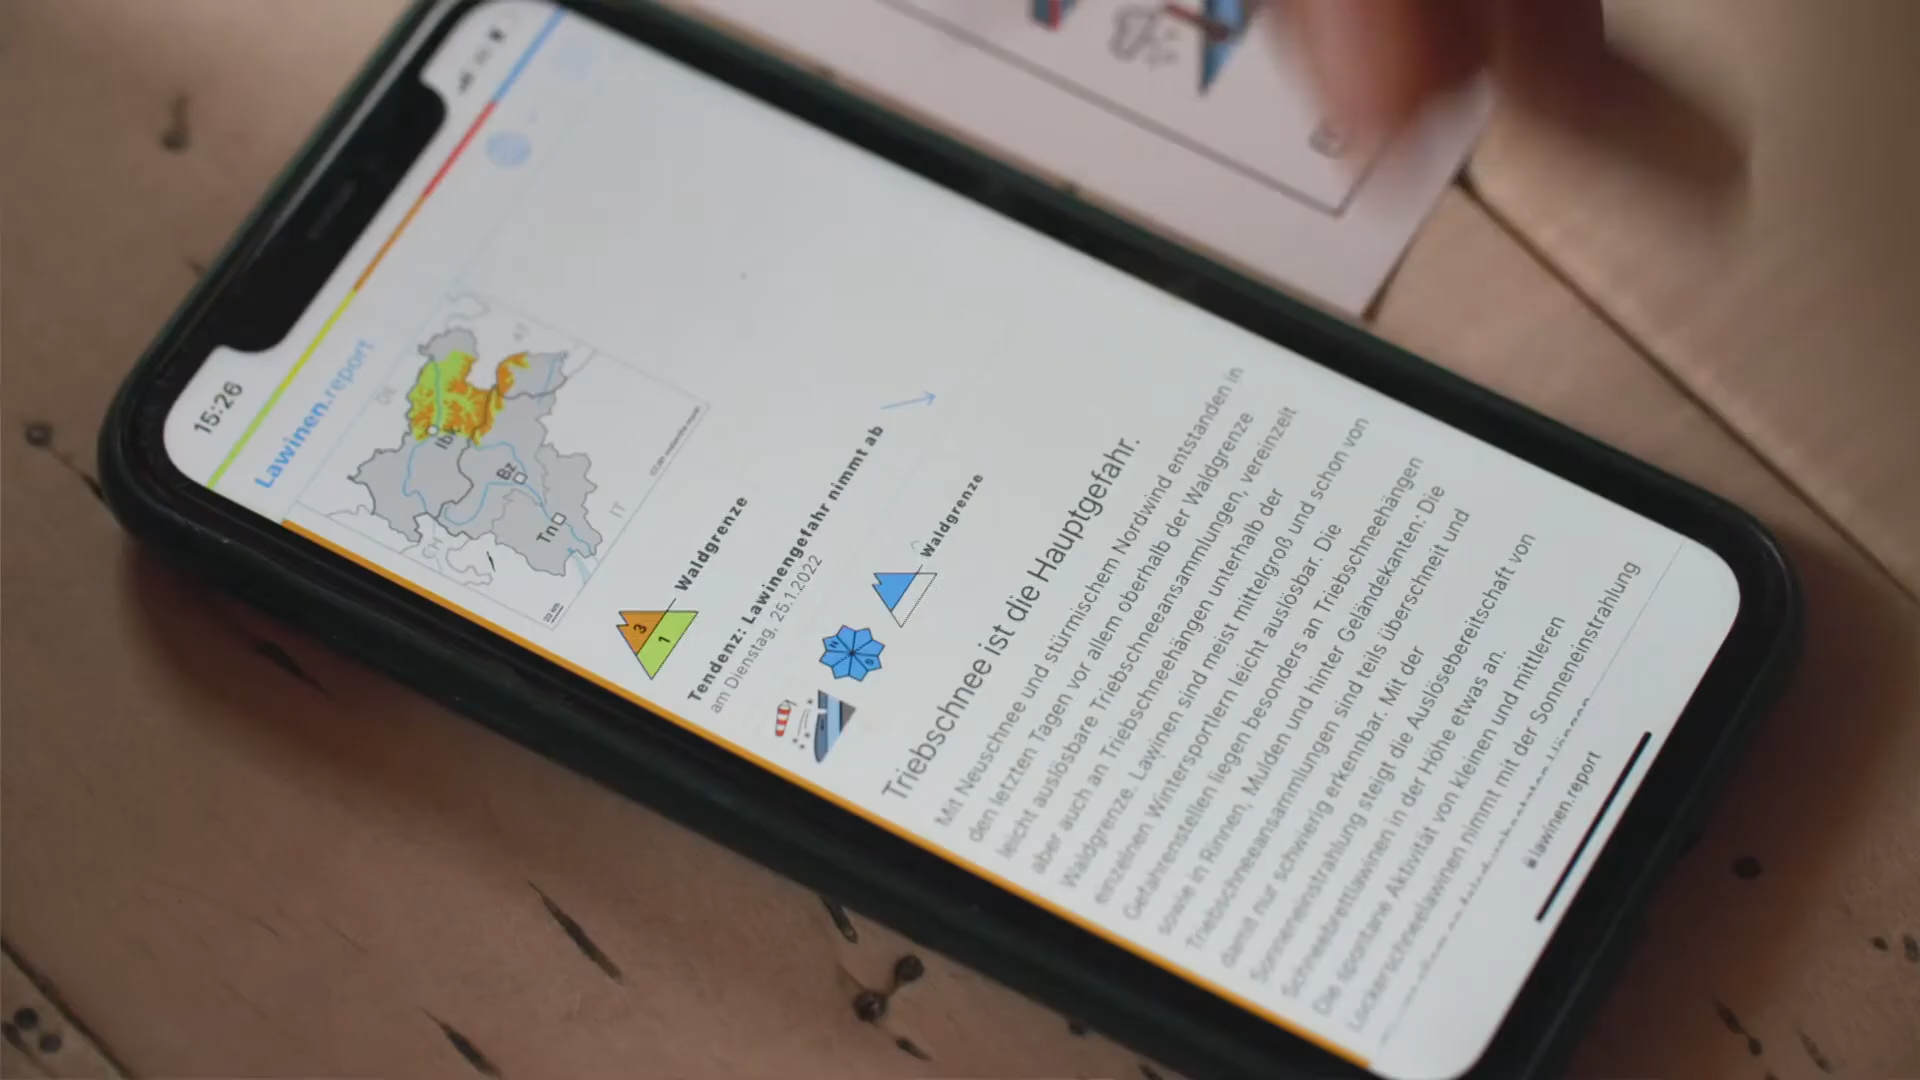 15:26
Lawinen.report
DE
AT
Ibk
Bz
Tn
CH
IT
20 km
3
1
Waldgrenze
Tendenz: Lawinengefahr nimmt ab
am Dienstag, 25.1.2022
N
S
Waldgrenze
Triebschnee ist die Hauptgefahr.
Mit Neuschnee und stürmischem Nordwind entstanden in
den letzten Tagen vor allem oberhalb der Waldgrenze
leicht auslösbare Triebschneeansammlungen, vereinzelt
aber auch an Triebschneehängen unterhalb der
Waldgrenze. Lawinen sind meist mittelgroß und schon von
einzelnen Wintersportlern leicht auslösbar. Die
Gefahrenstellen liegen besonders an Triebschneehängen
sowie in Rinnen, Mulden und hinter Geländekanten. Die
Triebschneeansammlungen sind teils überschneit und
damit nur schwierig erkennbar. Mit der
Sonneneinstrahlung steigt die Auslösebereitschaft von
Schneebrettlawinen in der Höhe etwas an.
Die spontane Aktivität von kleinen und mittleren
Lockerschneelawinen nimmt mit der Sonneneinstrahlung
lawinen.report